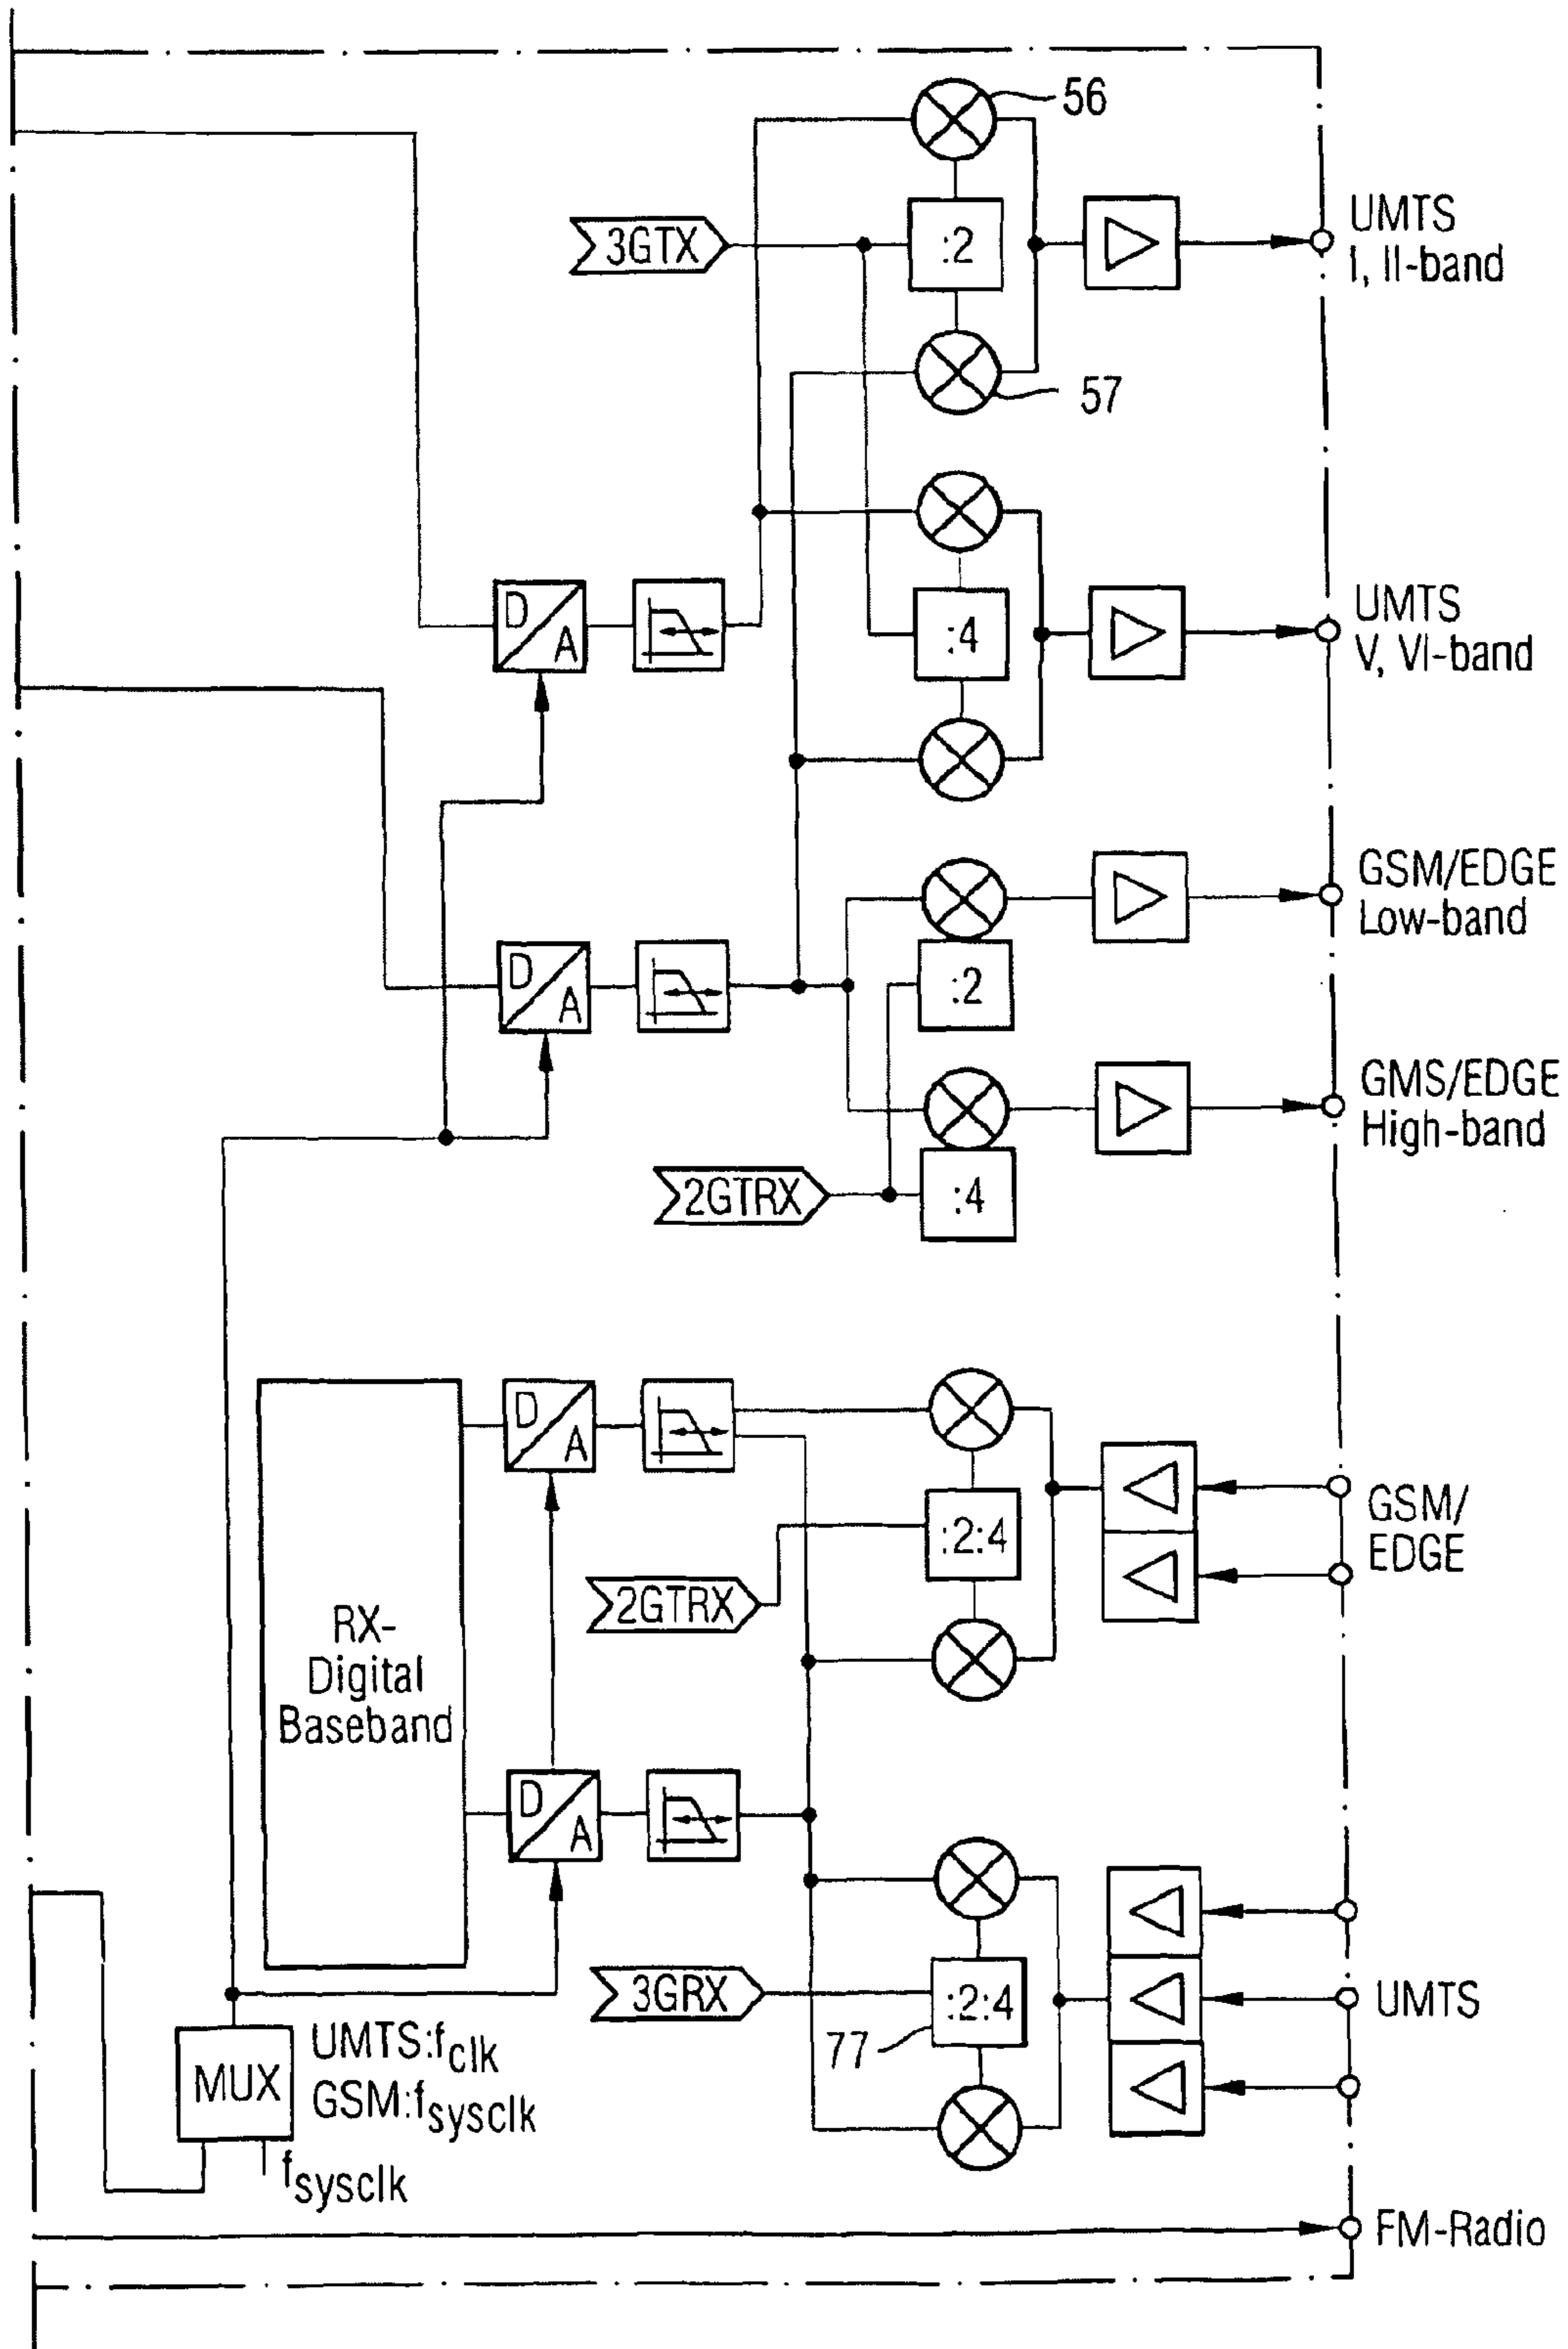 56
3GTX
:2
UMTS
I, II-band
57
D
A
:4
UMTS
V, VI-band
GSM/EDGE
Low-band
D
A
:2
GMS/EDGE
High-band
2GTRX
:4
D
A
:2:4
GSM/
EDGE
2GTRX
RX-
Digital
Baseband
D
A
3GRX
:2:4
UMTS
77
MUX
UMTS:fclk
GSM:fsysclk
fsysclk
FM-Radio